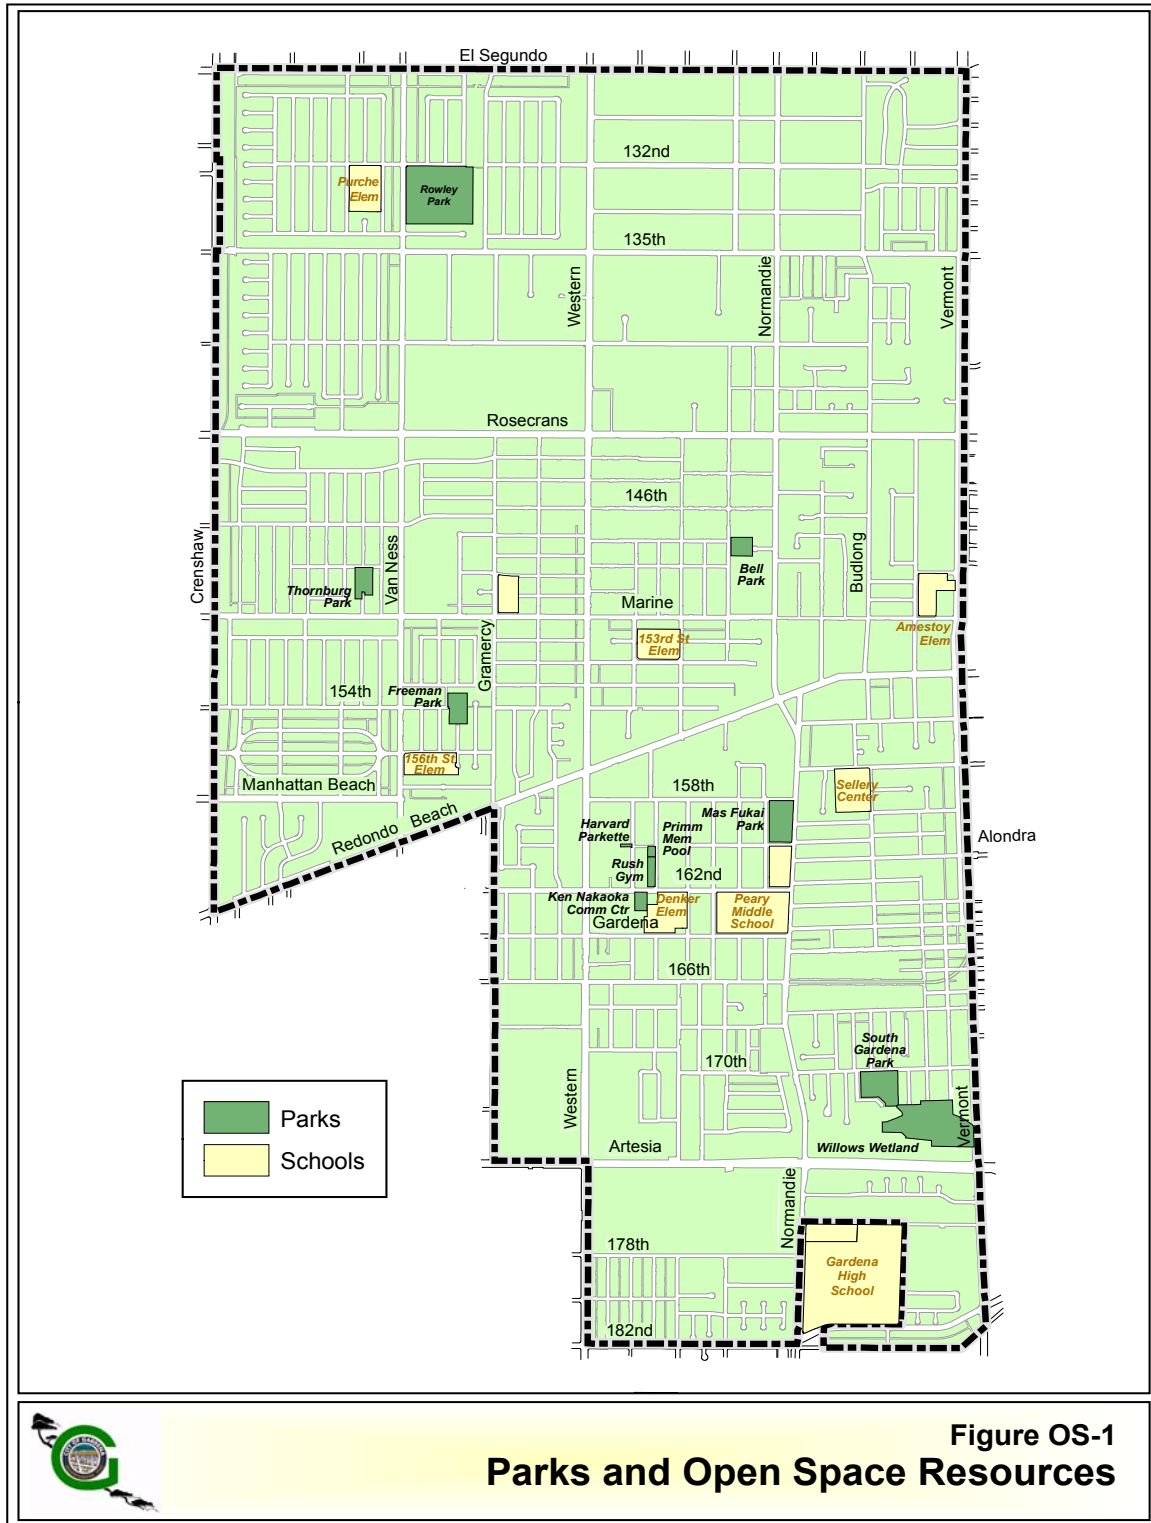 El Segundo
132nd
Purche
Elem
Rowley
Park
135th
Western
Normandie
Vermont
Rosecrans
146th
Crenshaw
Van Ness
Budlong
Bell
Park
Thornburg
Park
Marine
Gramercy
153rd St
Elem
Amestoy
Elem
154th
Freeman
Park
156th St
Elem
Manhattan Beach
158th
Sellery
Center
Redondo Beach
Mas Fukai
Park
Harvard
Parkette
Primm
Mem
Pool
Alondra
Rush
Gym
162nd
Ken Nakaoka
Comm Ctr
Denker
Elem
Peary
Middle
School
Gardena
166th
South
Gardena
Park
170th
Western
Vermont
Artesia
Willows Wetland
Parks
Schools
Normandie
178th
Gardena
High
School
182nd
CITY OF GARDENA
Figure OS-1
Parks and Open Space Resources